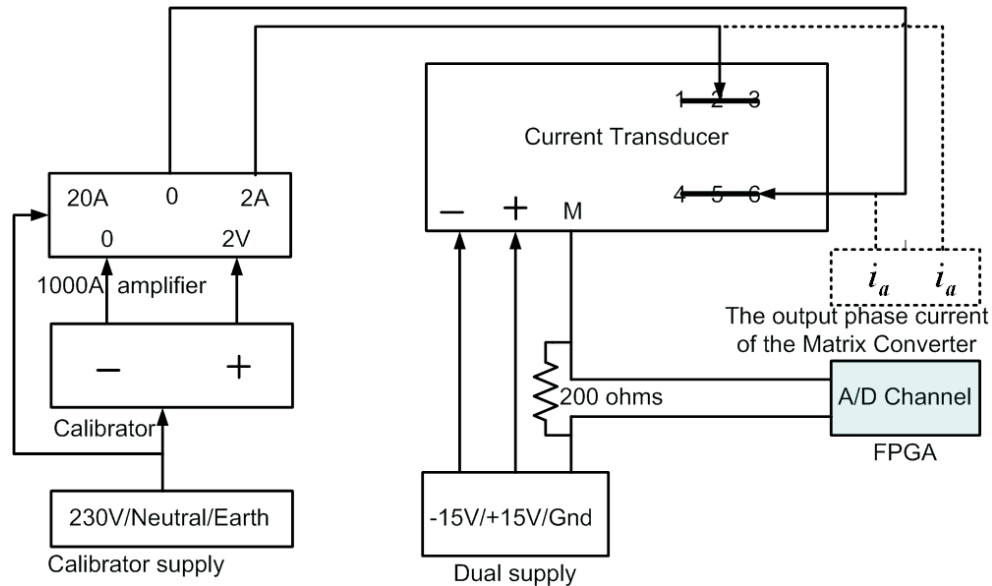 1 2 3
Current Transducer
4 5 6
− + M
20A 0 2A
0 2V
1000A amplifier
− +
Calibrator
230V/Neutral/Earth
Calibrator supply
200 ohms
-15V/+15V/Gnd
Dual supply
iₐ iₐ
The output phase current
of the Matrix Converter
A/D Channel
FPGA